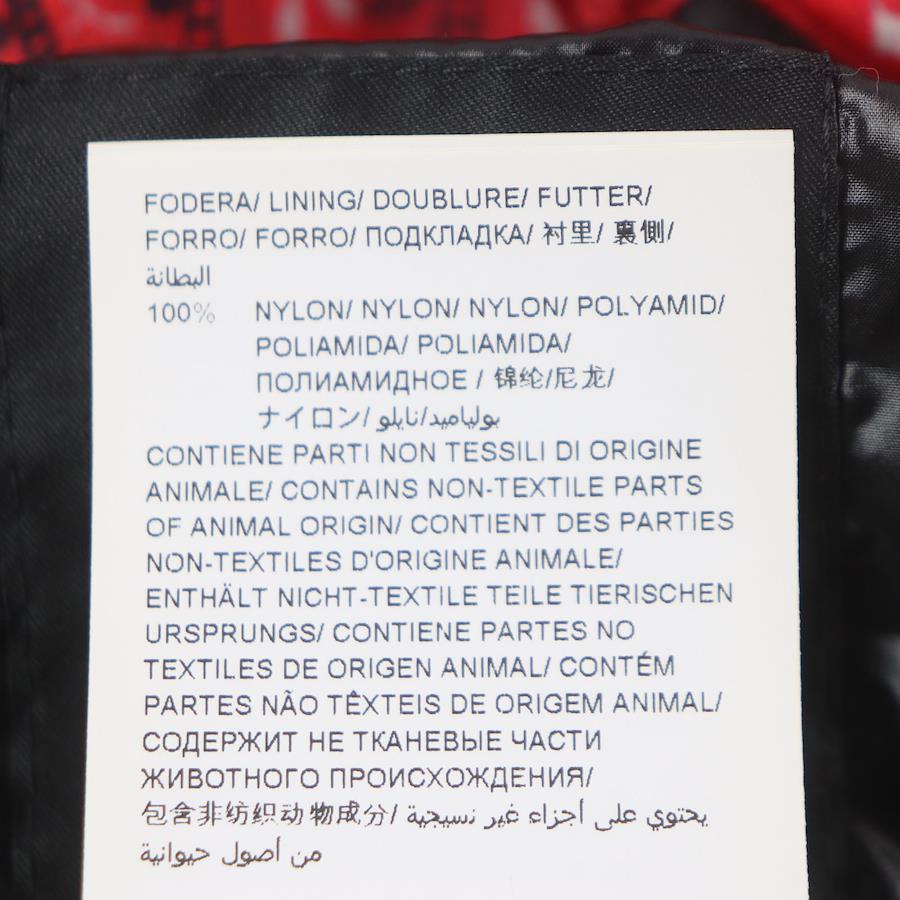 FODERA/ LINING/ DOUBLURE/ FUTTER/
FORRO/ FORRO/ ПОДКЛАДКА/ 衬里/ 裏側/
البطانة
100% NYLON/ NYLON/ NYLON/ POLYAMID/
POLIAMIDA/ POLIAMIDA/
ПОЛИАМИДНОЕ / 锦纶/尼龙/
ナイロン/ بولياميد/نايلو
CONTIENE PARTI NON TESSILI DI ORIGINE
ANIMALE/ CONTAINS NON-TEXTILE PARTS
OF ANIMAL ORIGIN/ CONTIENT DES PARTIES
NON-TEXTILES D'ORIGINE ANIMALE/
ENTHÄLT NICHT-TEXTILE TEILE TIERISCHEN
URSPRUNGS/ CONTIENE PARTES NO
TEXTILES DE ORIGEN ANIMAL/ CONTÉM
PARTES NÃO TÊXTEIS DE ORIGEM ANIMAL/
СОДЕРЖИТ НЕ ТКАНЕВЫЕ ЧАСТИ
ЖИВОТНОГО ПРОИСХОЖДЕНИЯ/
包含非纺织动物成分/ يحتوي على أجزاء غير نسيجية
من أصول حيوانية